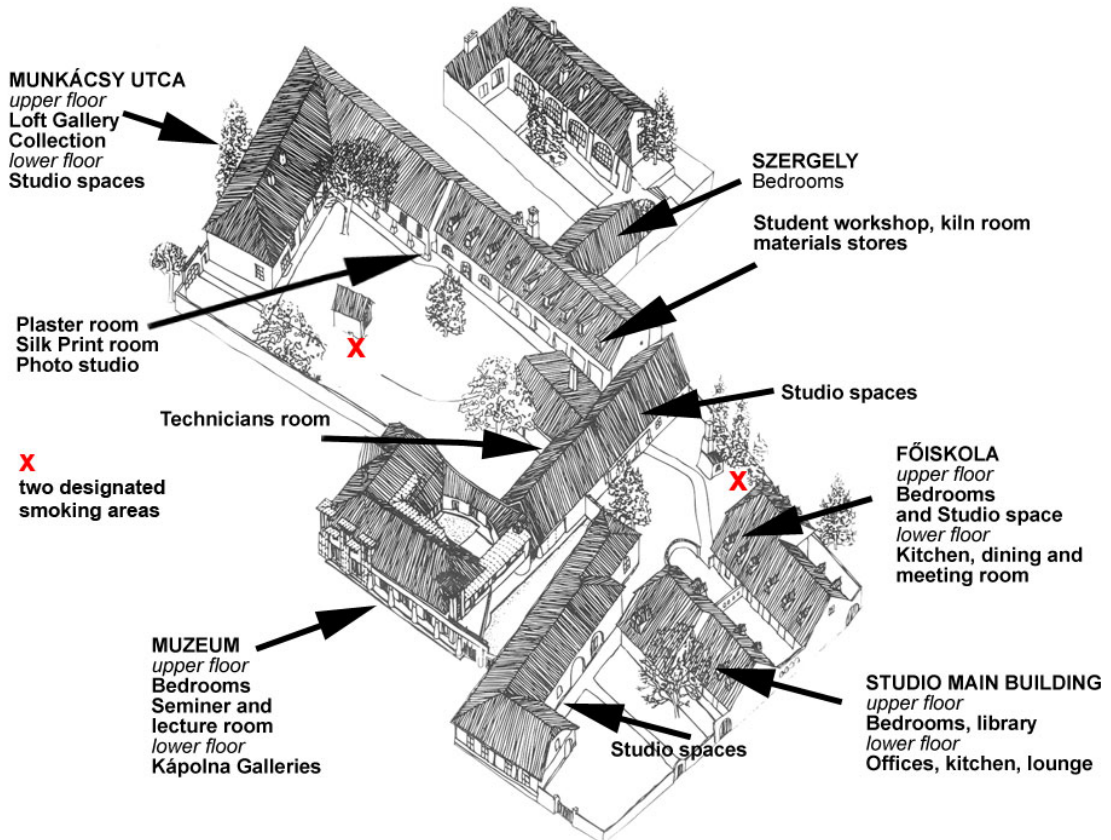 MUNKÁCSY UTCA
upper floor
Loft Gallery
Collection
lower floor
Studio spaces
SZERGELY
Bedrooms
Student workshop, kiln room
materials stores
Plaster room
Silk Print room
Photo studio
X
Technicians room
Studio spaces
X
two designated
smoking areas
X
FŐISKOLA
upper floor
Bedrooms
and Studio space
lower floor
Kitchen, dining and
meeting room
MUZEUM
upper floor
Bedrooms
Seminer and
lecture room
lower floor
Kápolna Galleries
Studio spaces
STUDIO MAIN BUILDING
upper floor
Bedrooms, library
lower floor
Offices, kitchen, lounge